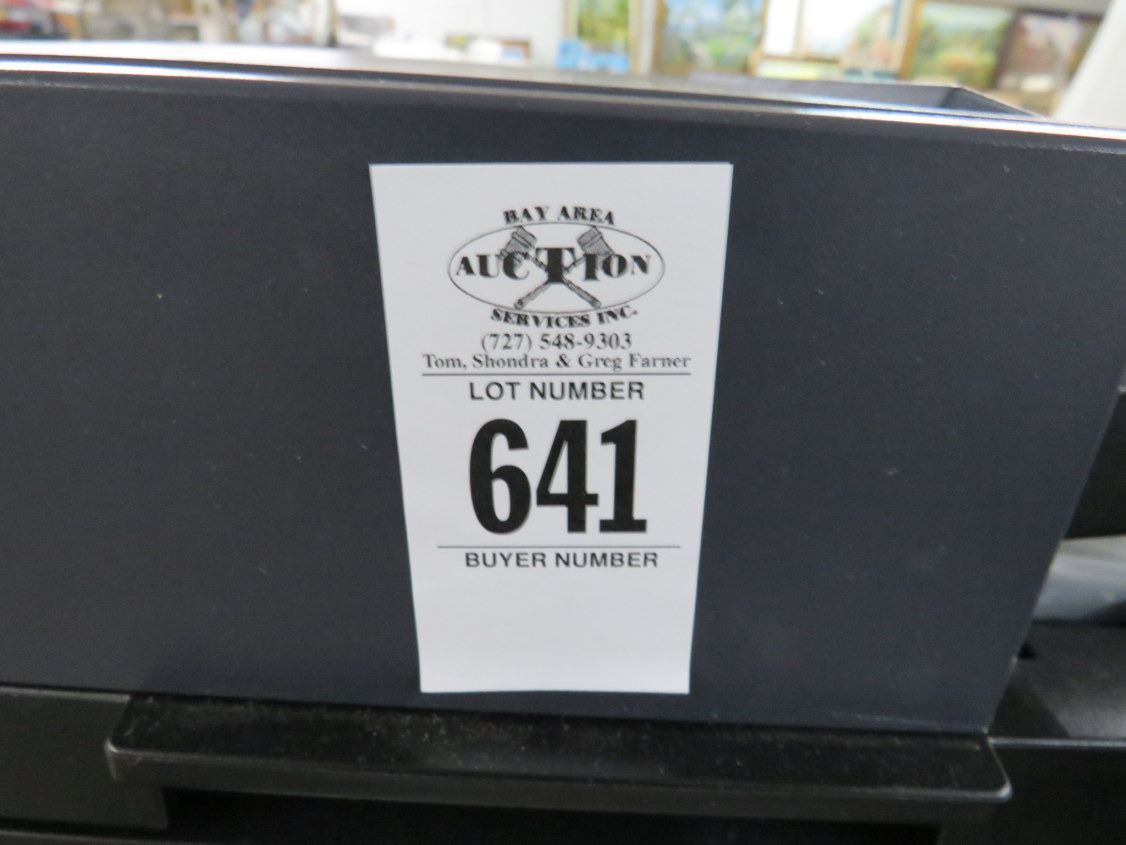 BAY AREA
AUCTION
SERVICES INC.
(727) 548-9303
Tom, Shondra & Greg Farner
LOT NUMBER
641
BUYER NUMBER